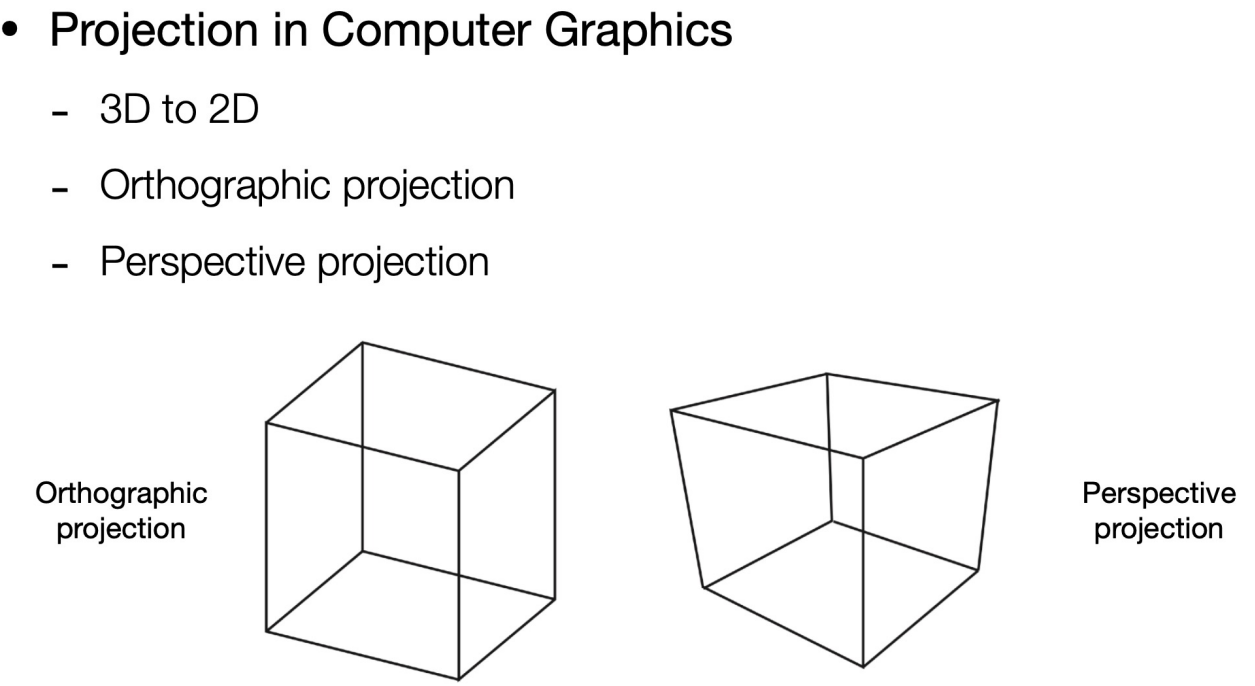 • Projection in Computer Graphics
- 3D to 2D
- Orthographic projection
- Perspective projection
Orthographic
projection
Perspective
projection